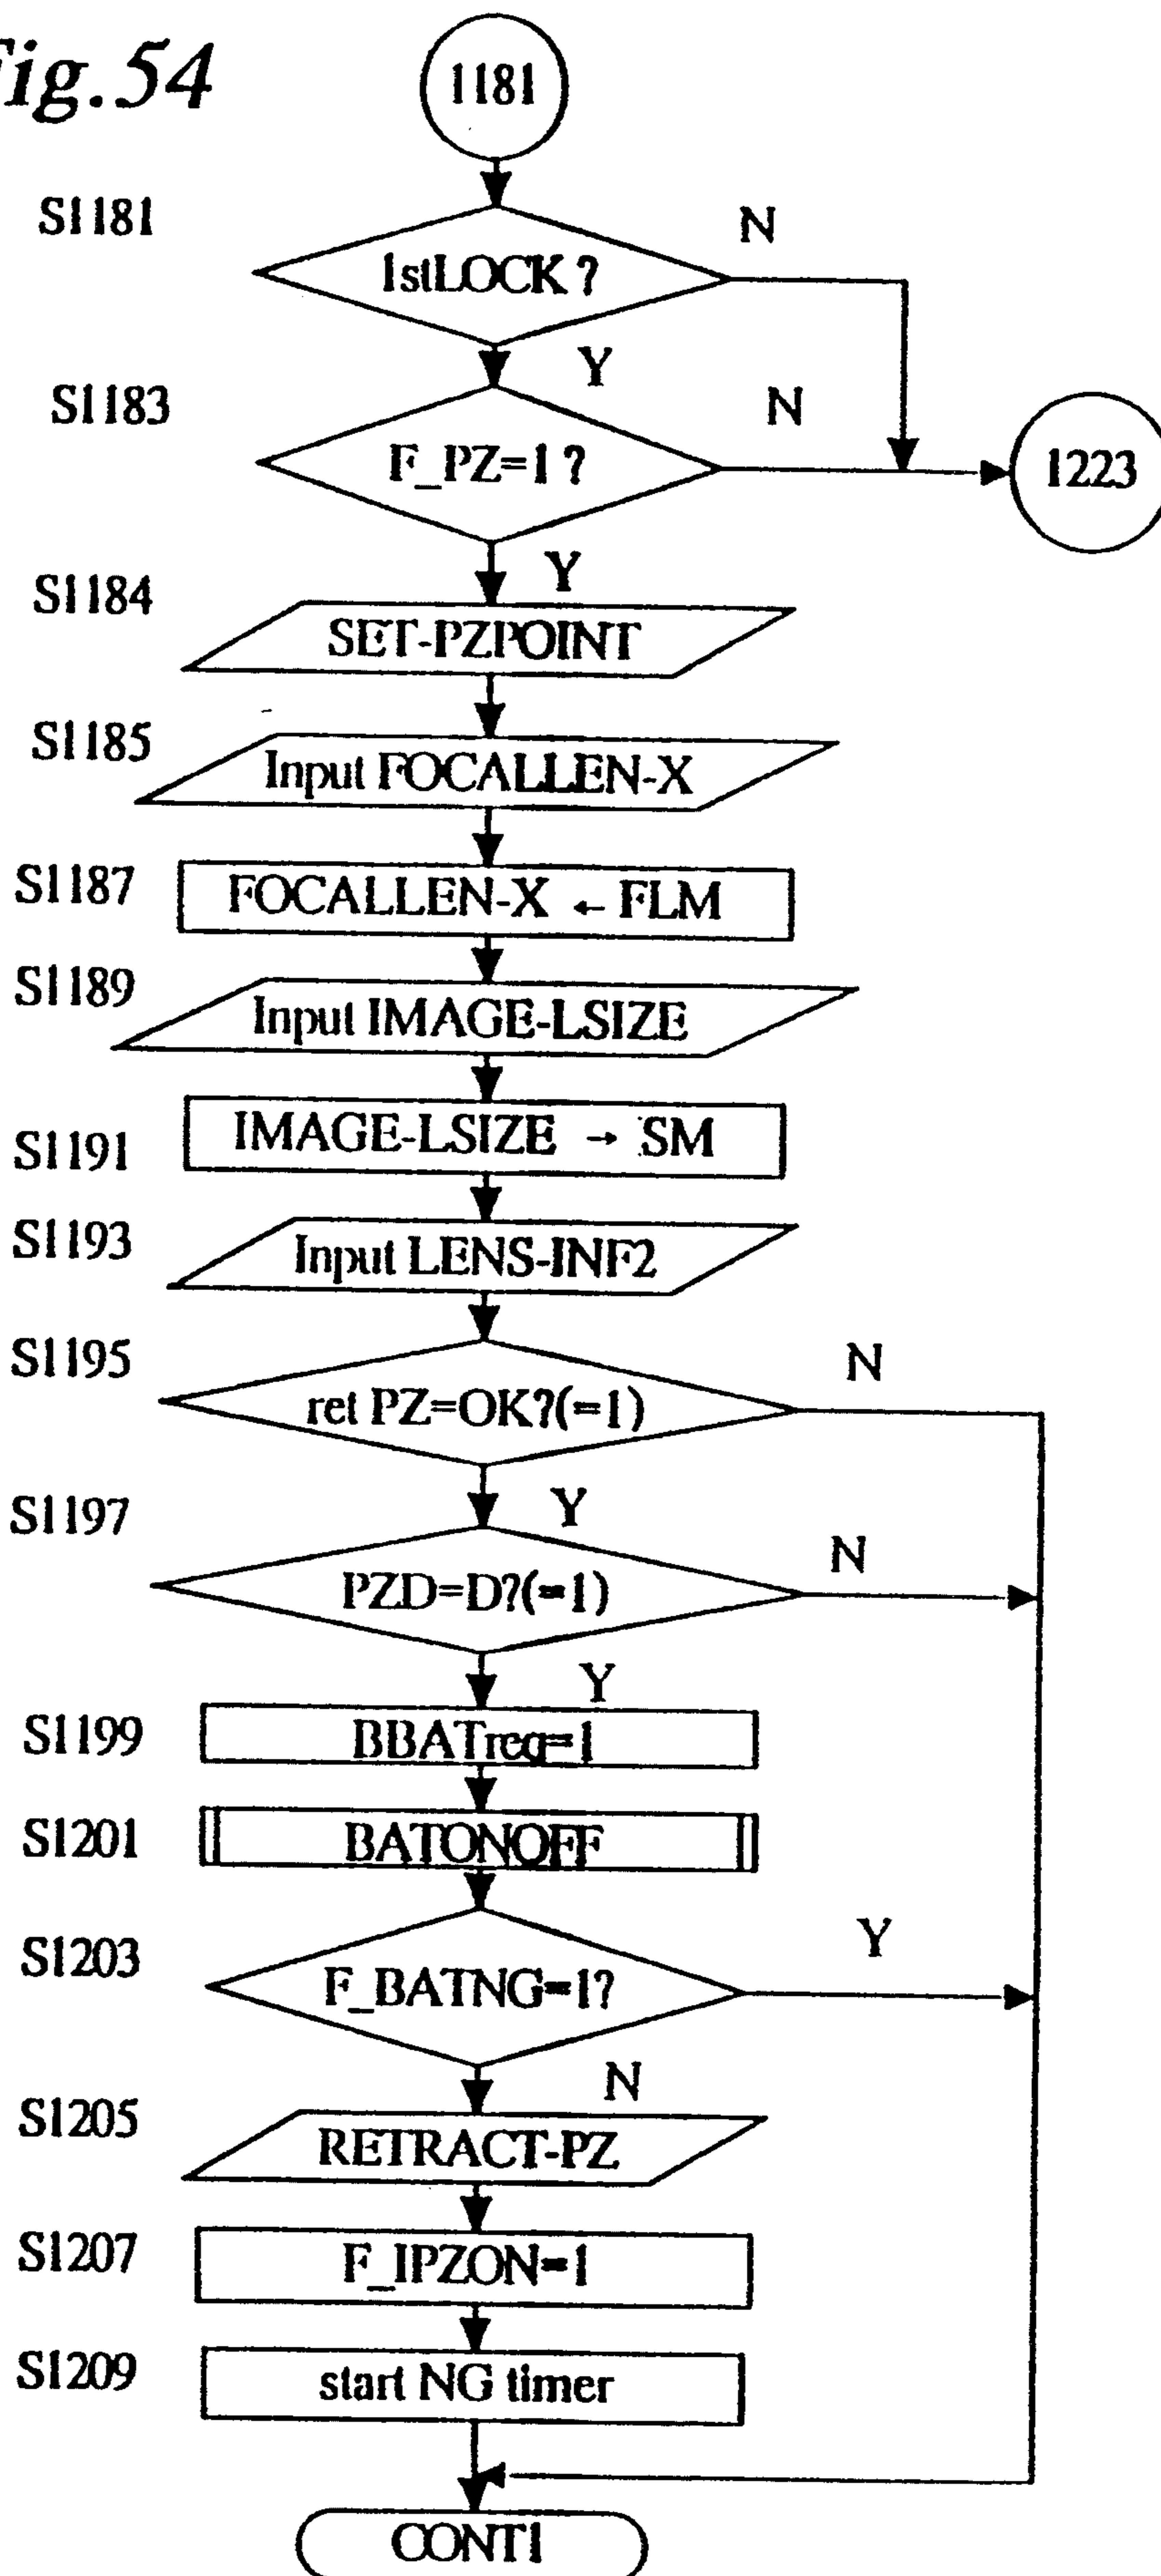 Fig. 54
1181
S1181
1stLOCK ?
N
Y
S1183
F_PZ=1 ?
N
1223
Y
S1184
SET-PZPOINT
S1185
Input FOCALLEN-X
S1187
FOCALLEN-X ← FLM
S1189
Input IMAGE-LSIZE
S1191
IMAGE-LSIZE → SM
S1193
Input LENS-INF2
S1195
ret PZ=OK?(=1)
N
Y
S1197
PZD=D?(=1)
N
Y
S1199
BBATreq=1
S1201
BATONOFF
S1203
F_BATNG=1?
Y
N
S1205
RETRACT-PZ
S1207
F_IPZON=1
S1209
start NG timer
CONT1